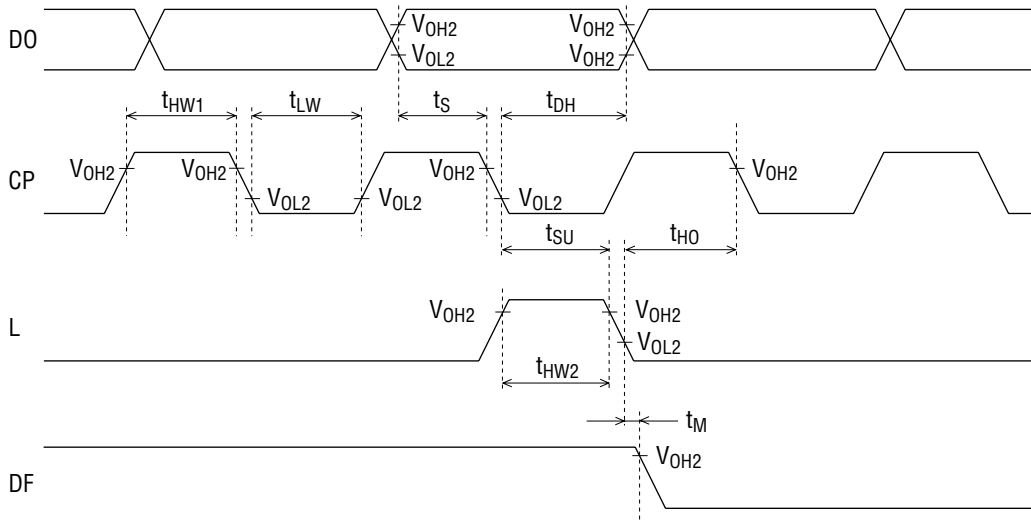 DO
VOH2
VOH2
VOL2
VOH2
tHW1
tLW
tS
tDH
CP
VOH2
VOH2
VOH2
VOH2
VOL2
VOL2
VOL2
tSU
tHO
L
VOH2
VOH2
VOL2
tHW2
tM
DF
VOH2